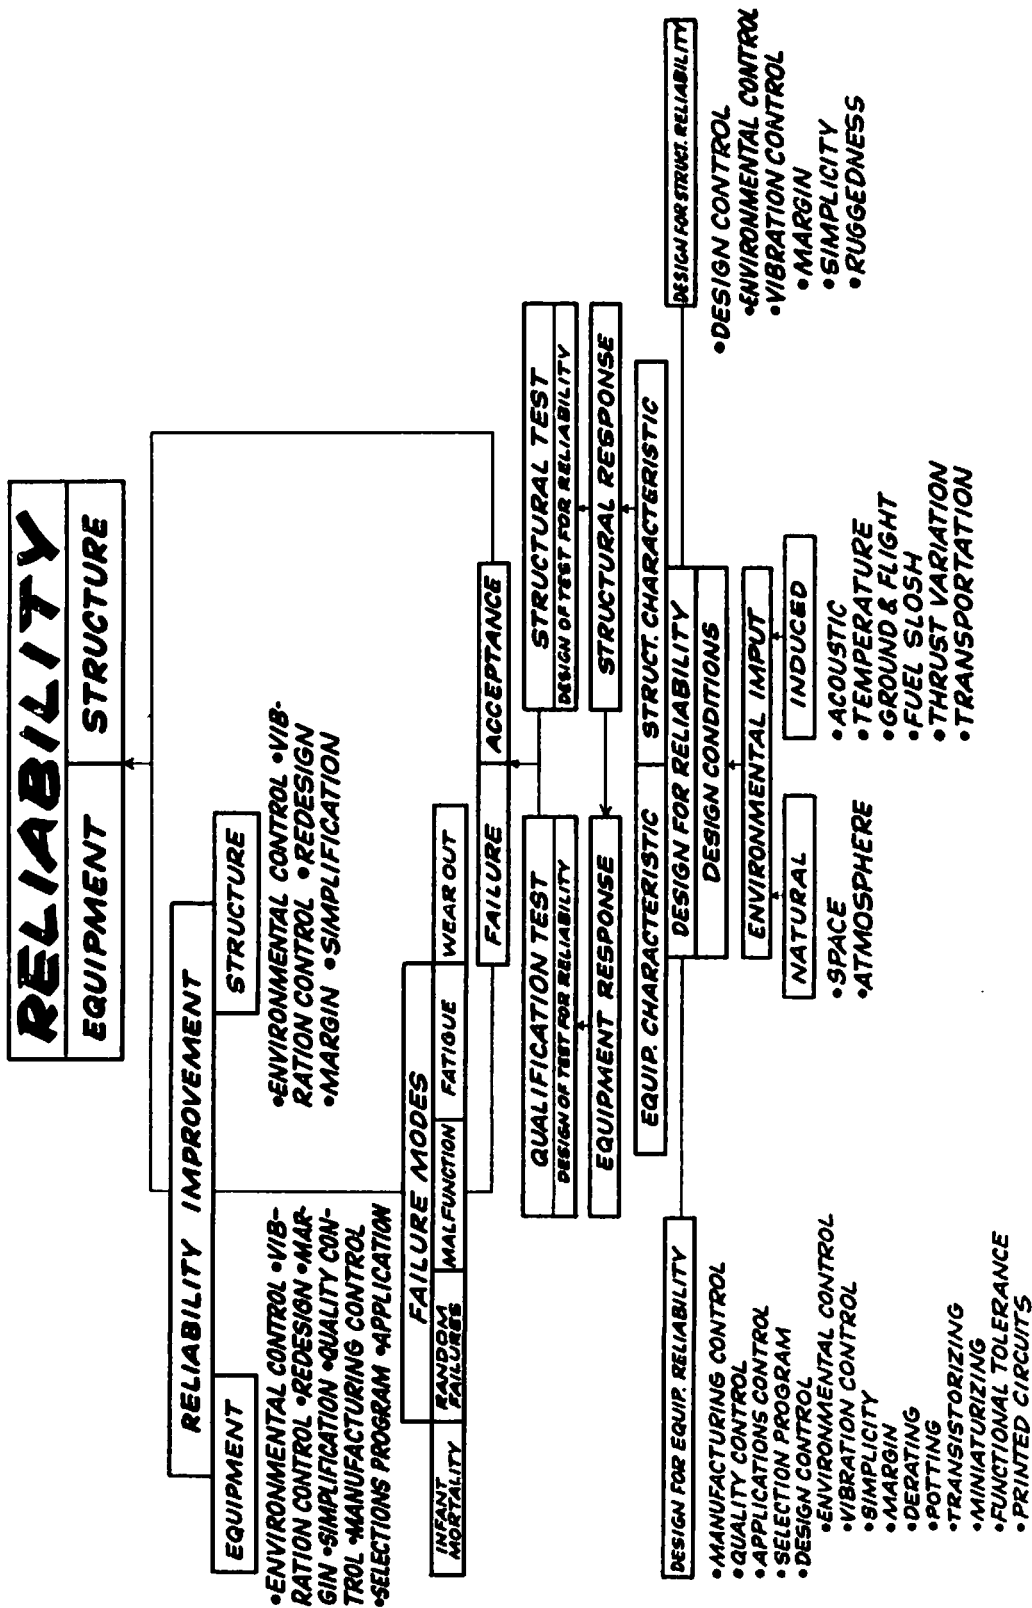 RELIABILITY
EQUIPMENT
STRUCTURE
RELIABILITY IMPROVEMENT
EQUIPMENT
•ENVIRONMENTAL CONTROL •VIB-
RATION CONTROL •REDESIGN •MAR-
GIN •SIMPLIFICATION •QUALITY CON-
TROL •MANUFACTURING CONTROL
•SELECTIONS PROGRAM •APPLICATION
STRUCTURE
•ENVIRONMENTAL CONTROL •VIB-
RATION CONTROL •REDESIGN
•MARGIN •SIMPLIFICATION
FAILURE MODES
INFANT
MORTALITY
RANDOM
FAILURES
MALFUNCTION
FATIGUE
WEAR OUT
FAILURE
ACCEPTANCE
QUALIFICATION TEST
DESIGN OF TEST FOR RELIABILITY
STRUCTURAL TEST
DESIGN OF TEST FOR RELIABILITY
EQUIPMENT RESPONSE
STRUCTURAL RESPONSE
EQUIP. CHARACTERISTIC
STRUCT. CHARACTERISTIC
DESIGN FOR EQUIP. RELIABILITY
DESIGN FOR RELIABILITY
DESIGN FOR STRUCT. RELIABILITY
DESIGN CONDITIONS
ENVIRONMENTAL IMPUT
NATURAL
INDUCED
•MANUFACTURING CONTROL
•QUALITY CONTROL
•APPLICATIONS CONTROL
•SELECTION PROGRAM
•DESIGN CONTROL
•ENVIRONMENTAL CONTROL
•VIBRATION CONTROL
•SIMPLICITY
•MARGIN
•DERATING
•POTTING
•TRANSISTORIZING
•MINIATURIZING
•FUNCTIONAL TOLERANCE
•PRINTED CIRCUITS
•SPACE
•ATMOSPHERE
•ACOUSTIC
•TEMPERATURE
•GROUND & FLIGHT
•FUEL SLOSH
•THRUST VARIATION
•TRANSPORTATION
•DESIGN CONTROL
•ENVIRONMENTAL CONTROL
•VIBRATION CONTROL
•MARGIN
•SIMPLICITY
•RUGGEDNESS